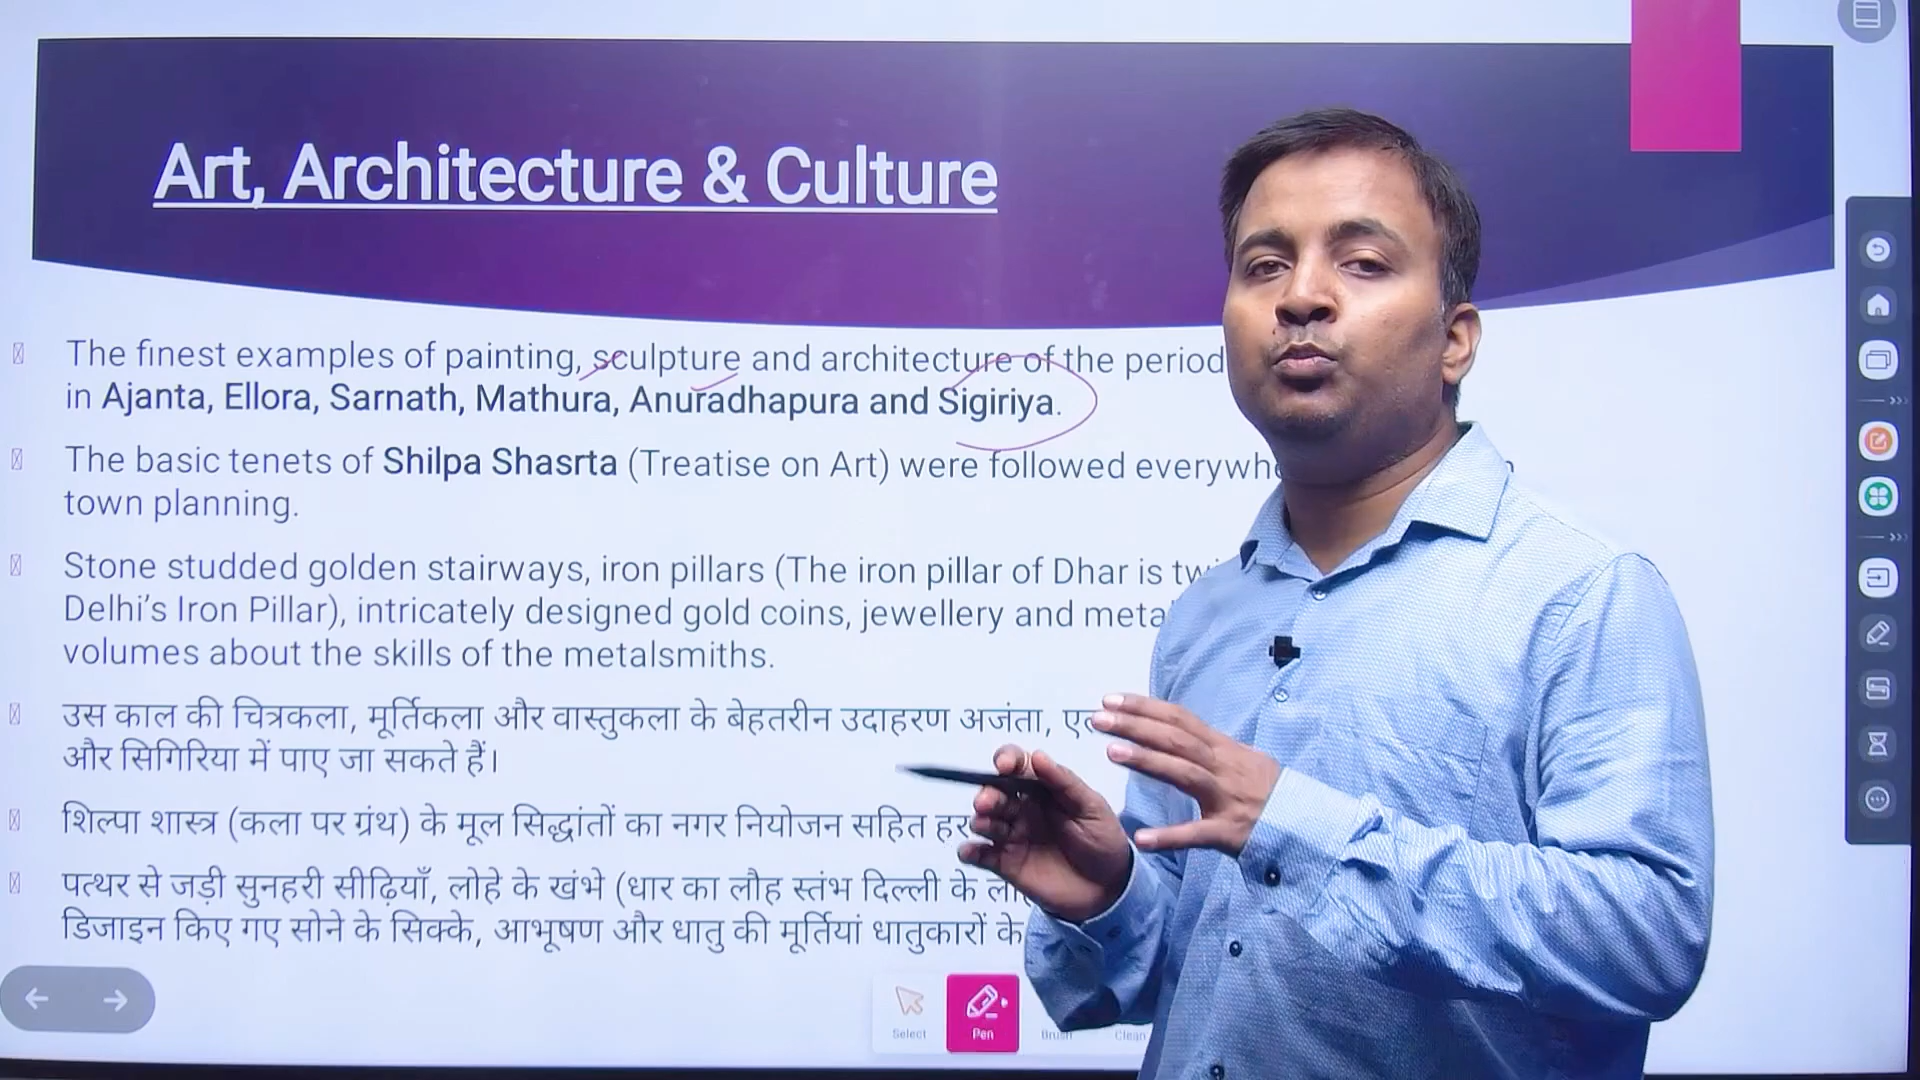 Art, Architecture & Culture
The finest examples of painting, sculpture and architecture of the period
in Ajanta, Ellora, Sarnath, Mathura, Anuradhapura and Sigiriya.
The basic tenets of Shilpa Shasrta (Treatise on Art) were followed
town planning.
Stone studded golden stairways, iron pillars (The iron pillar of Dhar is
Delhi's Iron Pillar), intricately designed gold coins, jewellery and
volumes about the skills of the metalsmiths.
उस काल की चित्रकला, मूर्तिकला और वास्तुकला के बेहतरीन उदाहरण अजंता,
और सिगिरिया में पाए जा सकते हैं।
शिल्पा शास्त्र (कला पर ग्रंथ) के मूल सिद्धांतों का नगर नियोजन सहित
पत्थर से जड़ी सुनहरी सीढ़ियाँ, लोहे के खंभे (धार का लौह स्तंभ दिल्ली के
डिजाइन किए गए सोने के सिक्के, आभूषण और धातु की मूर्तियां धातुकारों के
Select Pen Brush Clean